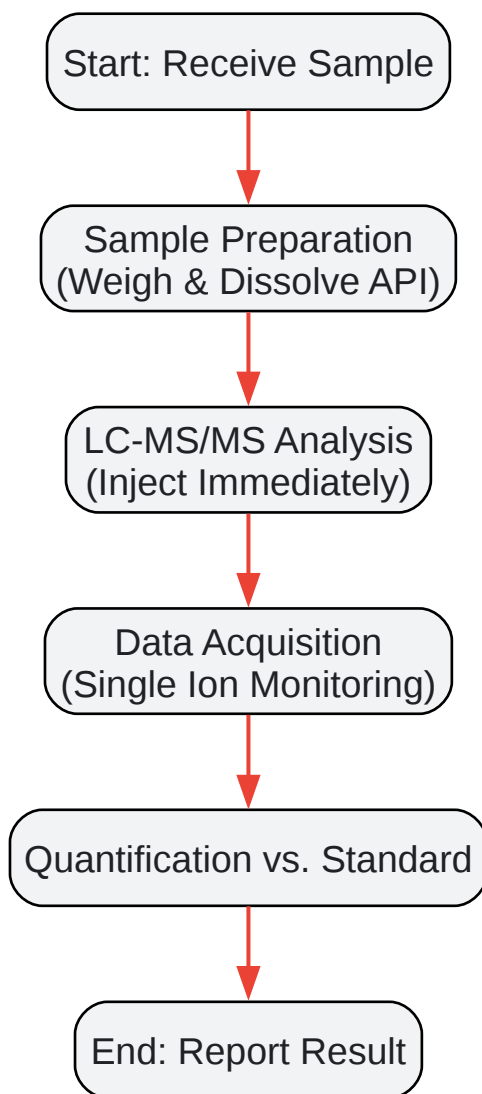 Start: Receive Sample
Sample Preparation
(Weigh & Dissolve API)
LC-MS/MS Analysis
(Inject Immediately)
Data Acquisition
(Single Ion Monitoring)
Quantification vs. Standard
End: Report Result